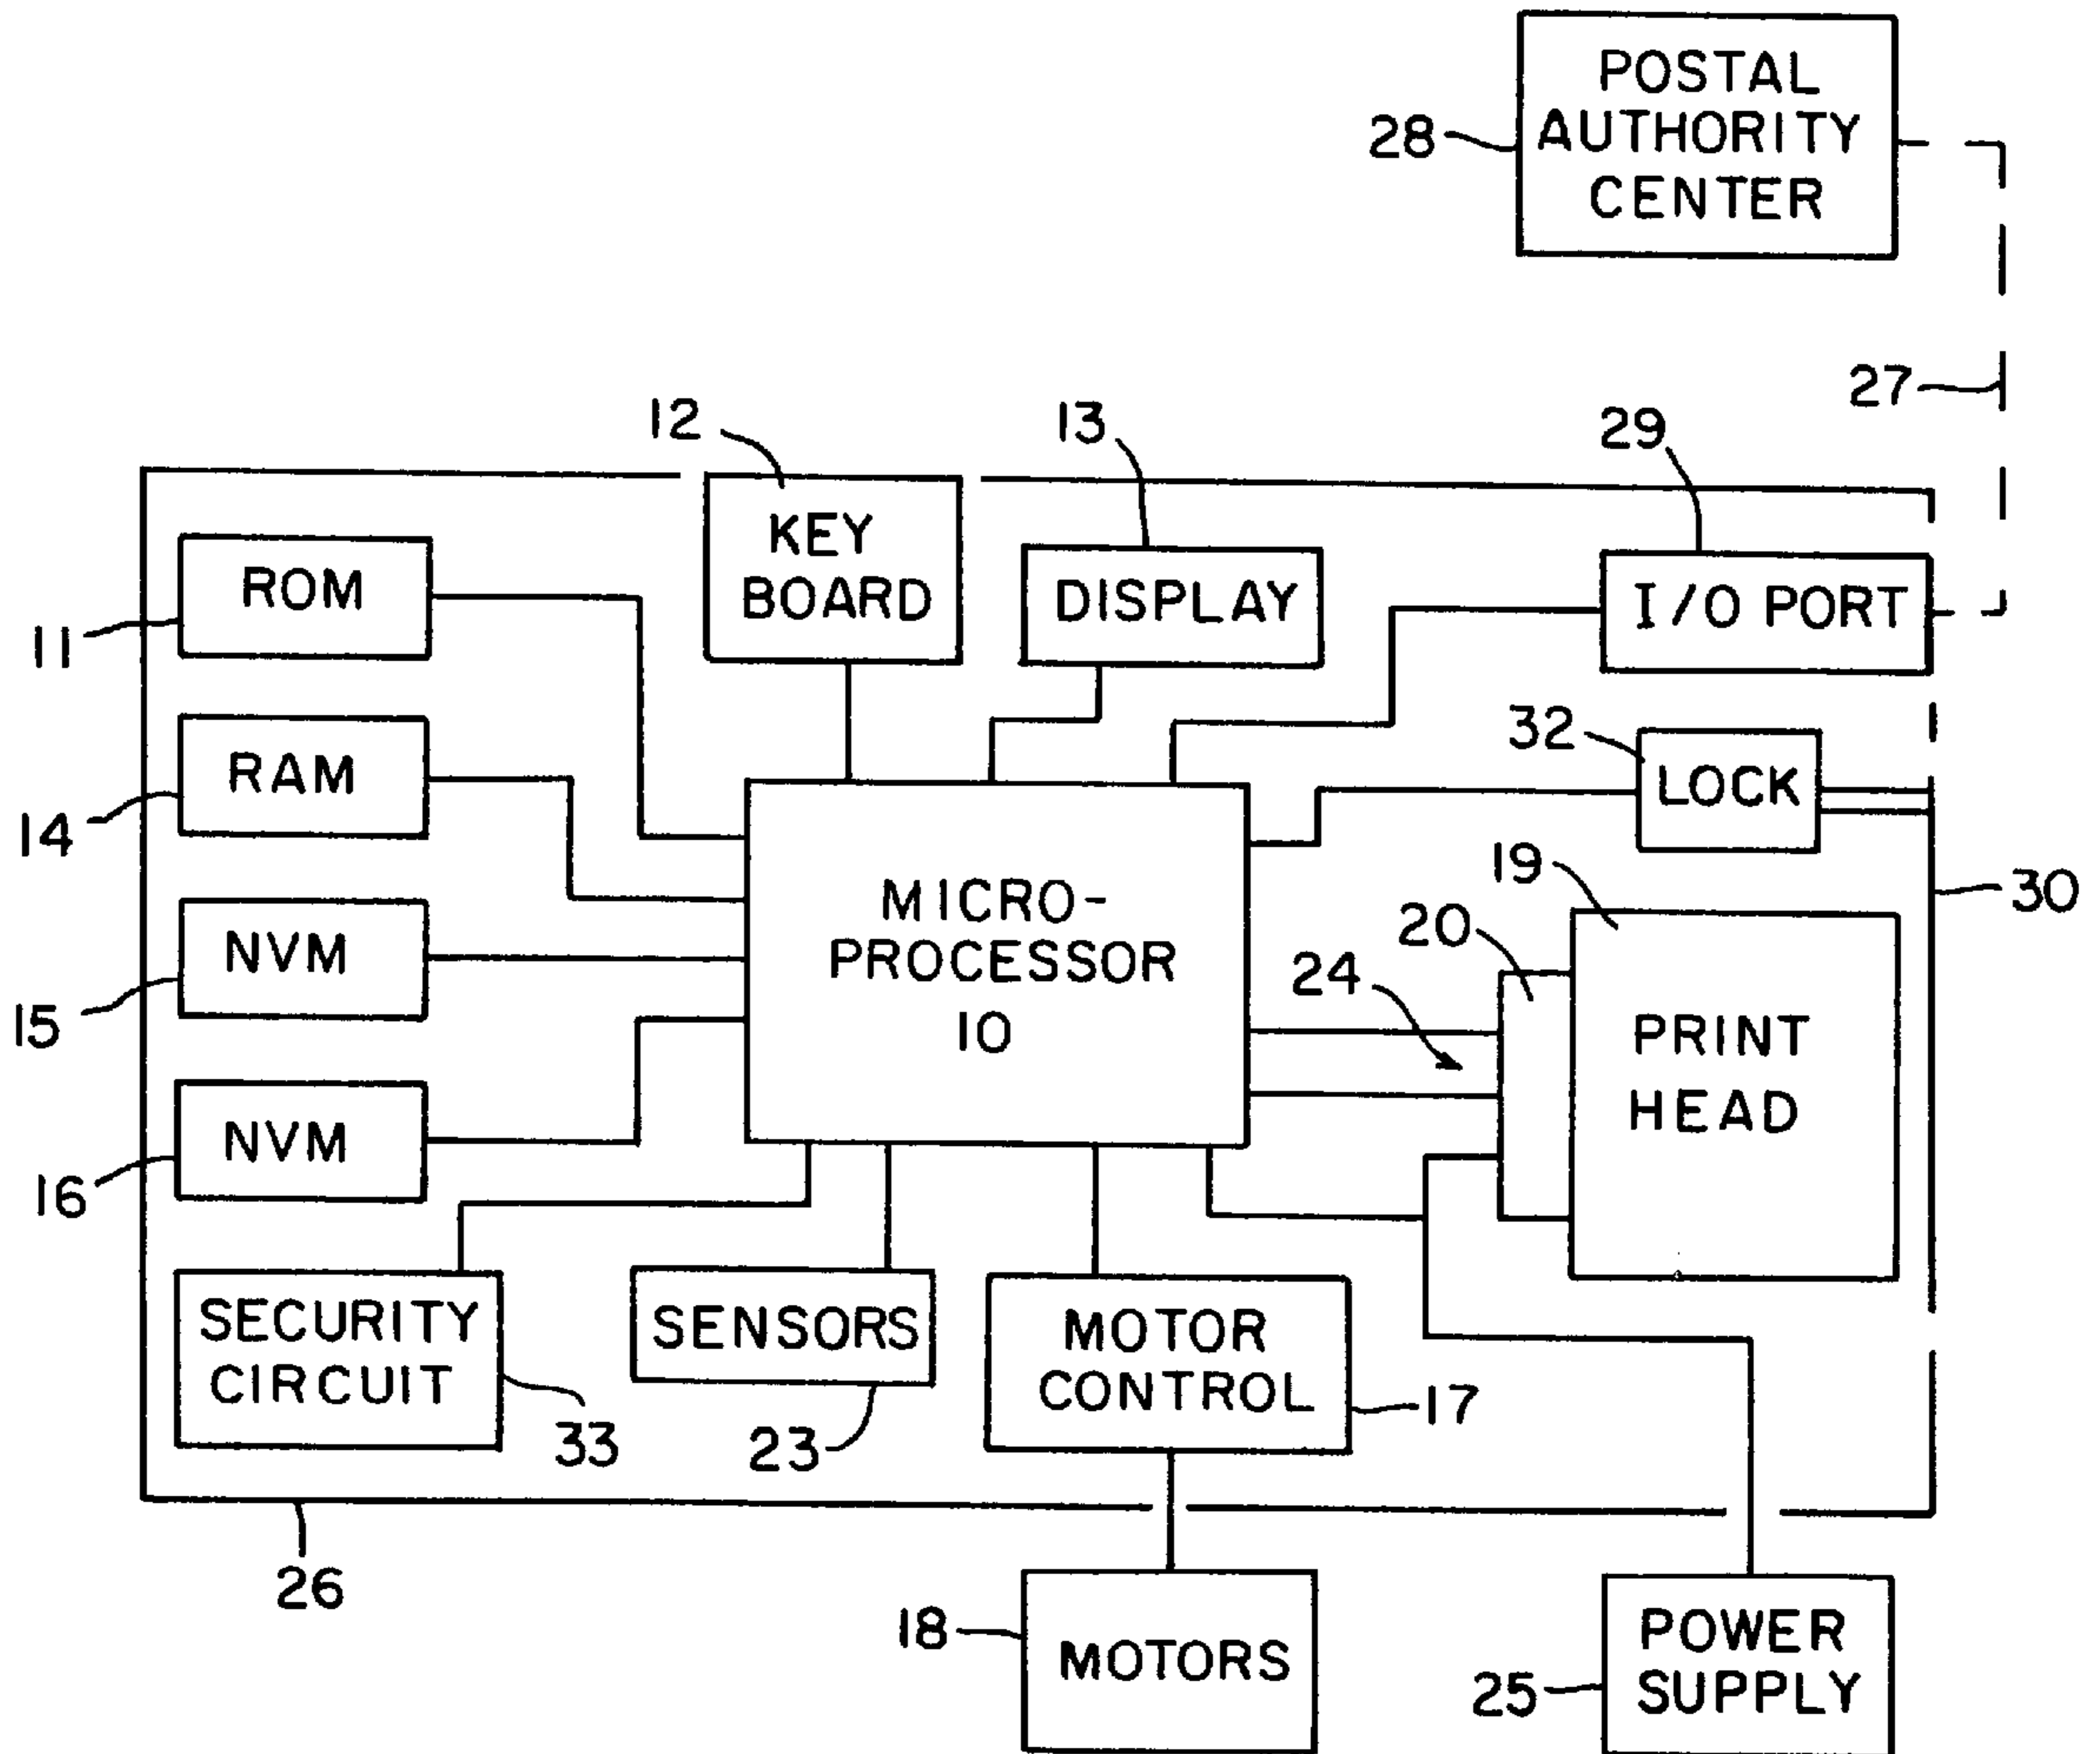 POSTAL
AUTHORITY
CENTER
28
27
12
13
29
KEY
BOARD
ROM
DISPLAY
I/O PORT
11
32
RAM
LOCK
14
19
30
MICRO-
PROCESSOR
10
20
24
NVM
15
PRINT
HEAD
NVM
16
SECURITY
CIRCUIT
33
SENSORS
23
MOTOR
CONTROL
17
26
18
MOTORS
25
POWER
SUPPLY